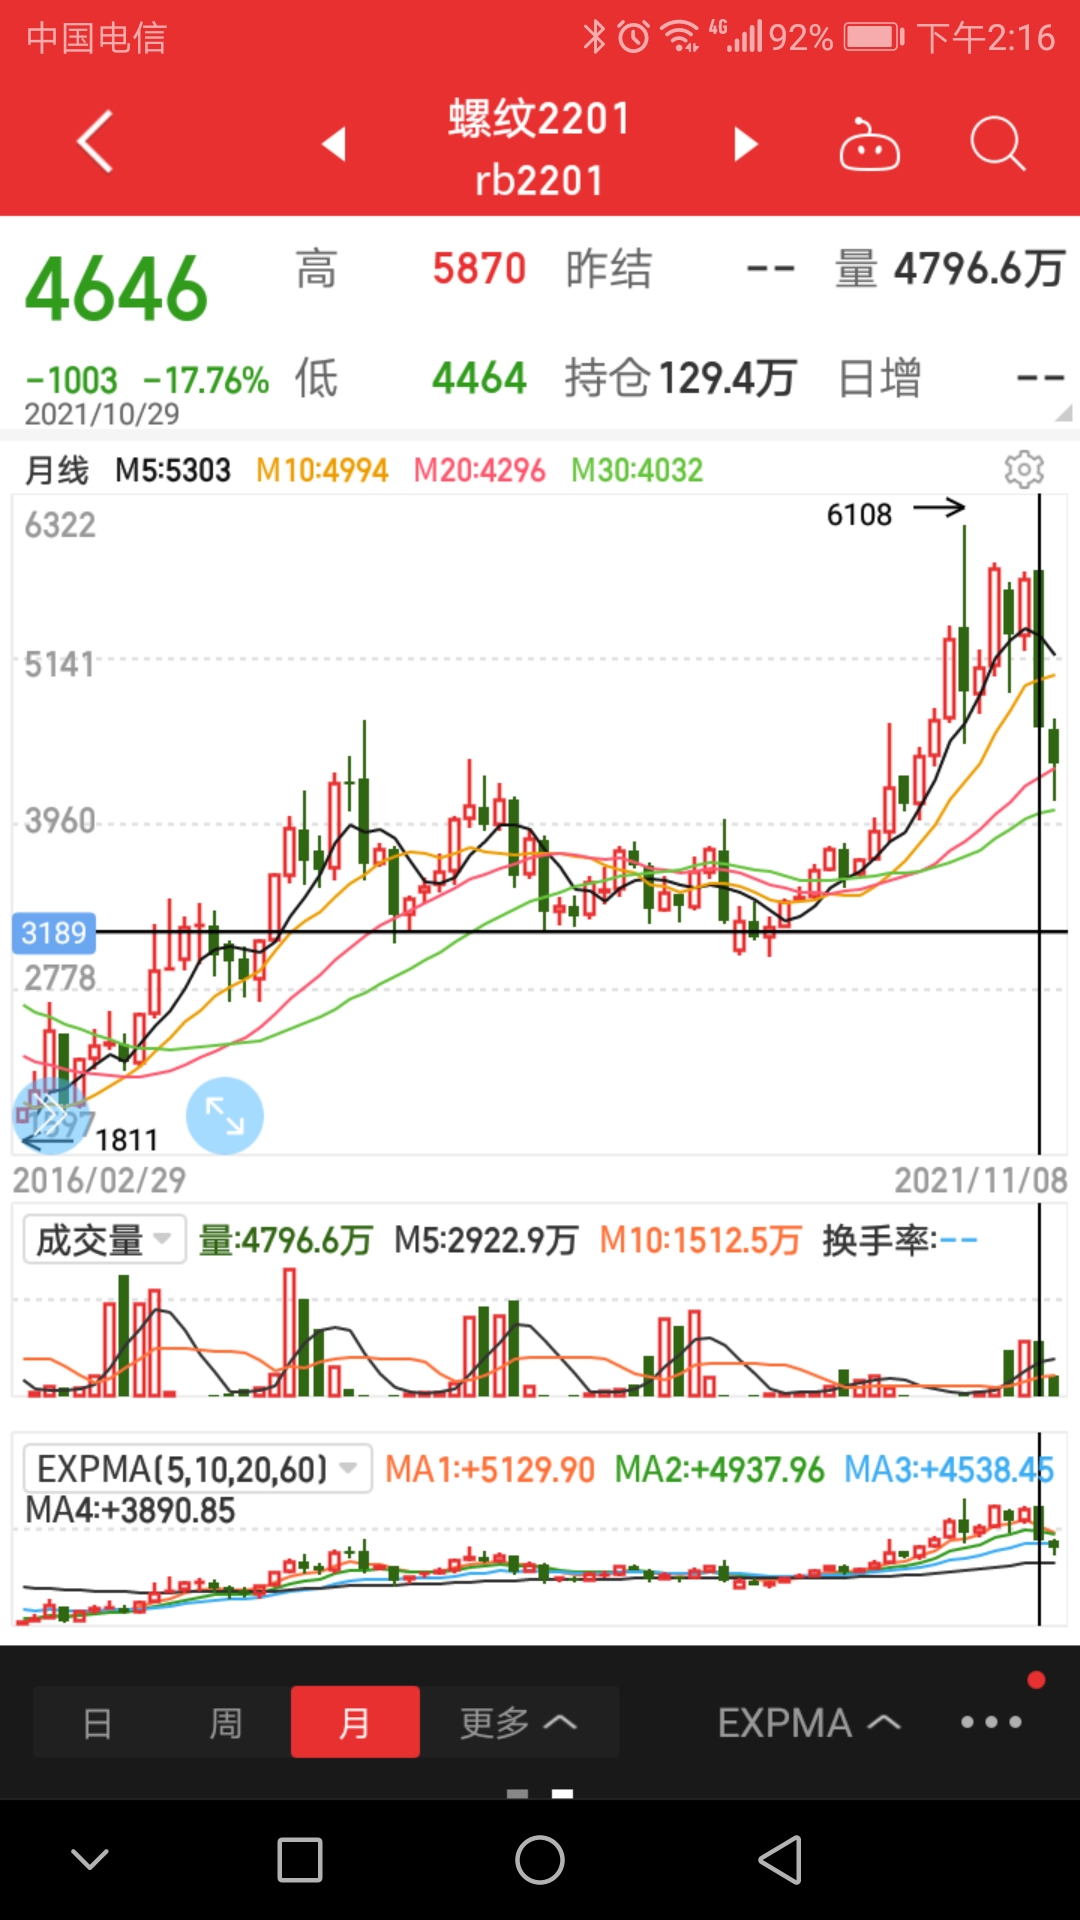 中国电信 4G 92% 下午2:16
螺纹2201
rb2201
4646 高 5870 昨结 -- 量 4796.6万
-1003 -17.76% 低 4464 持仓 129.4万 日增 --
2021/10/29
月线 M5:5303 M10:4994 M20:4296 M30:4032
6322
6108
5141
3960
3189
2778
1811
2016/02/29 2021/11/08
成交量 量:4796.6万 M5:2922.9万 M10:1512.5万 换手率:--
EXPMA(5,10,20,60) MA1:+5129.90 MA2:+4937.96 MA3:+4538.45
MA4:+3890.85
日 周 月 更多 EXPMA